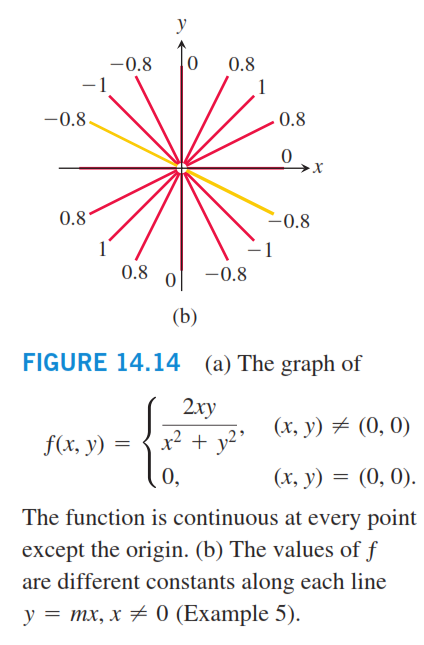 y
−0.8 0 0.8
−1 1
−0.8 0.8
0
x
0.8 −0.8
1 −1
0.8 0 −0.8
(b)
FIGURE 14.14 (a) The graph of
f(x, y) = { 2xy / x² + y², (x, y) ≠ (0, 0)
0, (x, y) = (0, 0).
The function is continuous at every point
except the origin. (b) The values of f
are different constants along each line
y = mx, x ≠ 0 (Example 5).